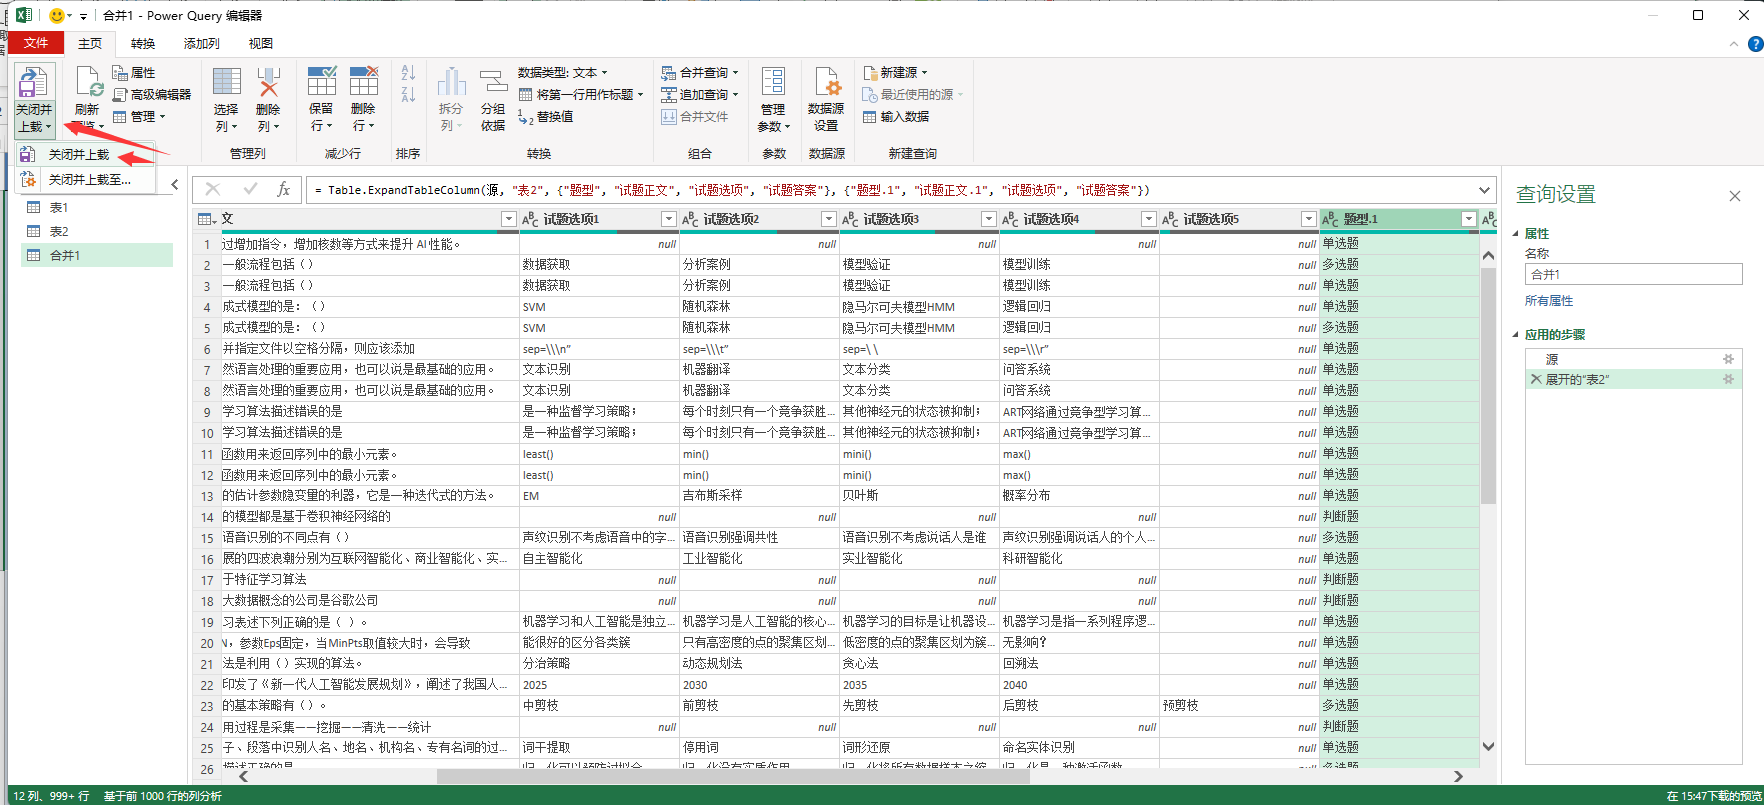 合并1 - Power Query 编辑器
文件 主页 转换 添加列 视图
关闭并上载
刷新
属性
高级编辑器
管理
选择列
删除列
管理列
保留行
删除行
减少行
排序
拆分列
分组依据
数据类型: 文本
将第一行用作标题
替换值
转换
合并查询
追加查询
合并文件
组合
管理参数
参数
数据源设置
数据源
新建源
最近使用的源
输入数据
新建查询
关闭并上载
关闭并上载至...
表1
表2
合并1
= Table.ExpandTableColumn(源, "表2", {"题型", "试题正文", "试题选项", "试题答案"}, {"题型.1", "试题正文.1", "试题选项", "试题答案"})
文 试题选项1 试题选项2 试题选项3 试题选项4 试题选项5 题型.1
1 过增加指令，增加核数等方式来提升 AI性能。 null null null null null 单选题
2 一般流程包括（） 数据获取 分析案例 模型验证 模型训练 null 多选题
3 一般流程包括（） 数据获取 分析案例 模型验证 模型训练 null 单选题
4 成式模型的是：（） SVM 随机森林 隐马尔可夫模型HMM 逻辑回归 null 单选题
5 成式模型的是：（） SVM 随机森林 隐马尔可夫模型HMM 逻辑回归 null 多选题
6 并指定文件以空格分隔，则应该添加 sep=\\\n” sep=\\\t” sep=\ \ sep=\\\r” null 单选题
7 然语言处理的重要应用，也可以说是最基础的应用。 文本识别 机器翻译 文本分类 问答系统 null 单选题
8 然语言处理的重要应用，也可以说是最基础的应用。 文本识别 机器翻译 文本分类 问答系统 null 单选题
9 学习算法描述错误的是 是一种监督学习策略； 每个时刻只有一个竞争获胜... 其他神经元的状态被抑制； ART网络通过竞争型学习算... null 单选题
10 学习算法描述错误的是 是一种监督学习策略； 每个时刻只有一个竞争获胜... 其他神经元的状态被抑制； ART网络通过竞争型学习算... null 单选题
11 函数用来返回序列中的最小元素。 least() min() mini() max() null 单选题
12 函数用来返回序列中的最小元素。 least() min() mini() max() null 单选题
13 的估计参数隐变量的利器，它是一种迭代式的方法。 EM 吉布斯采样 贝叶斯 概率分布 null 单选题
14 的模型都是基于卷积神经网络的 null null null null null 判断题
15 语音识别的不同点有（） 声纹识别不考虑语音中的字... 语音识别强调共性 语音识别不考虑说话人是谁 声纹识别强调说话人的个人... null 多选题
16 展的四波浪潮分别为互联网智能化、商业智能化、实... 自主智能化 工业智能化 实业智能化 科研智能化 null 单选题
17 于特征学习算法 null null null null null 判断题
18 大数据概念的公司是谷歌公司 null null null null null 判断题
19 习表述下列正确的是（ ）。 机器学习和人工智能是独立... 机器学习是人工智能的核心... 机器学习的目标是让机器设... 机器学习是指一系列程序逻... null 单选题
20 N，参数Eps固定，当MinPts取值较大时，会导致 能很好的区分各类簇 只有高密度的点的聚集区划... 低密度的点的聚集区划为簇... 无影响? null 单选题
21 法是利用（）实现的算法。 分治策略 动态规划法 贪心法 回溯法 null 单选题
22 印发了《新一代人工智能发展规划》，阐述了我国人... 2025 2030 2035 2040 null 单选题
23 的基本策略有（）。 中剪枝 前剪枝 先剪枝 后剪枝 预剪枝 多选题
24 用过程是采集——挖掘——清洗——统计 null null null null null 判断题
25 子、段落中识别人名、地名、机构名、专有名词的过... 词干提取 停用词 词形还原 命名实体识别 null 单选题
26
查询设置
属性
名称
合并1
所有属性
应用的步骤
源
展开的“表2”
12 列、999+ 行 基于前 1000 行的列分析
在 15:47下载的预览